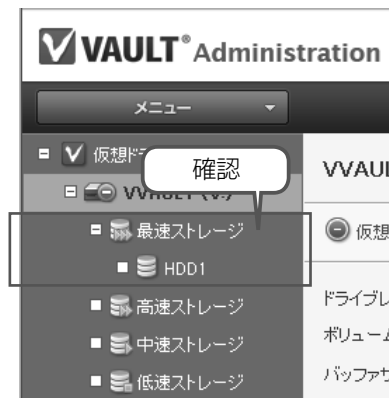 VAULT® Administration
メニュー
仮想ド
確認
VVAULT (V:)
VVAUL
最速ストレージ
仮想
HDD1
ドライブレ
高速ストレージ
ボリューム
中速ストレージ
バッファサ
低速ストレージ